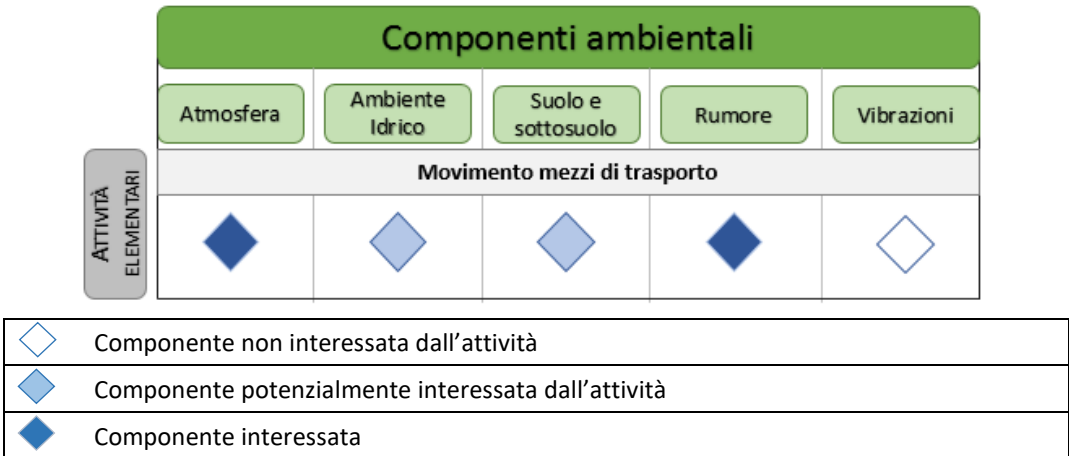 Componenti ambientali
Atmosfera
Ambiente
Idrico
Suolo e
sottosuolo
Rumore
Vibrazioni
ATTIVITÀ
ELEMENTARI
Movimento mezzi di trasporto
Componente non interessata dall’attività
Componente potenzialmente interessata dall’attività
Componente interessata